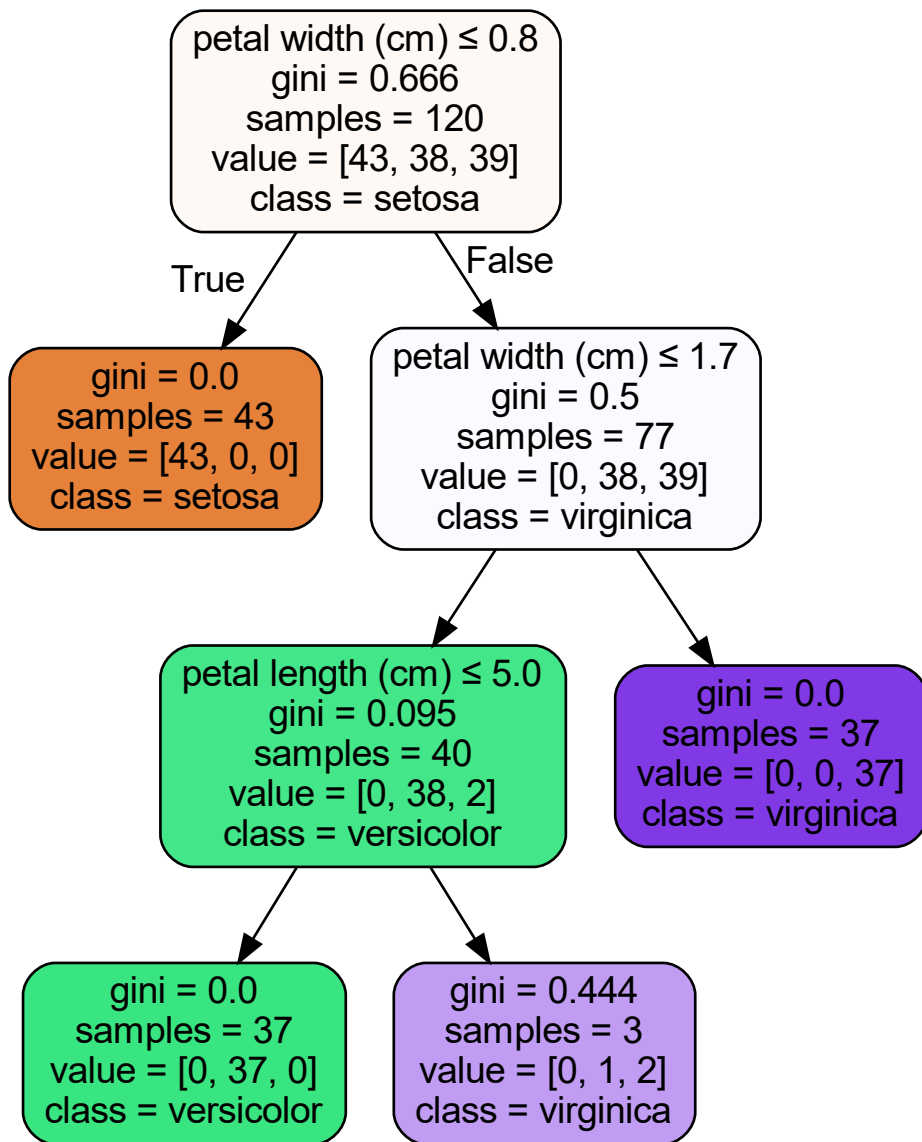 petal width (cm) ≤ 0.8
gini = 0.666
samples = 120
value = [43, 38, 39]
class = setosa
True
False
gini = 0.0
samples = 43
value = [43, 0, 0]
class = setosa
petal width (cm) ≤ 1.7
gini = 0.5
samples = 77
value = [0, 38, 39]
class = virginica
petal length (cm) ≤ 5.0
gini = 0.095
samples = 40
value = [0, 38, 2]
class = versicolor
gini = 0.0
samples = 37
value = [0, 0, 37]
class = virginica
gini = 0.0
samples = 37
value = [0, 37, 0]
class = versicolor
gini = 0.444
samples = 3
value = [0, 1, 2]
class = virginica